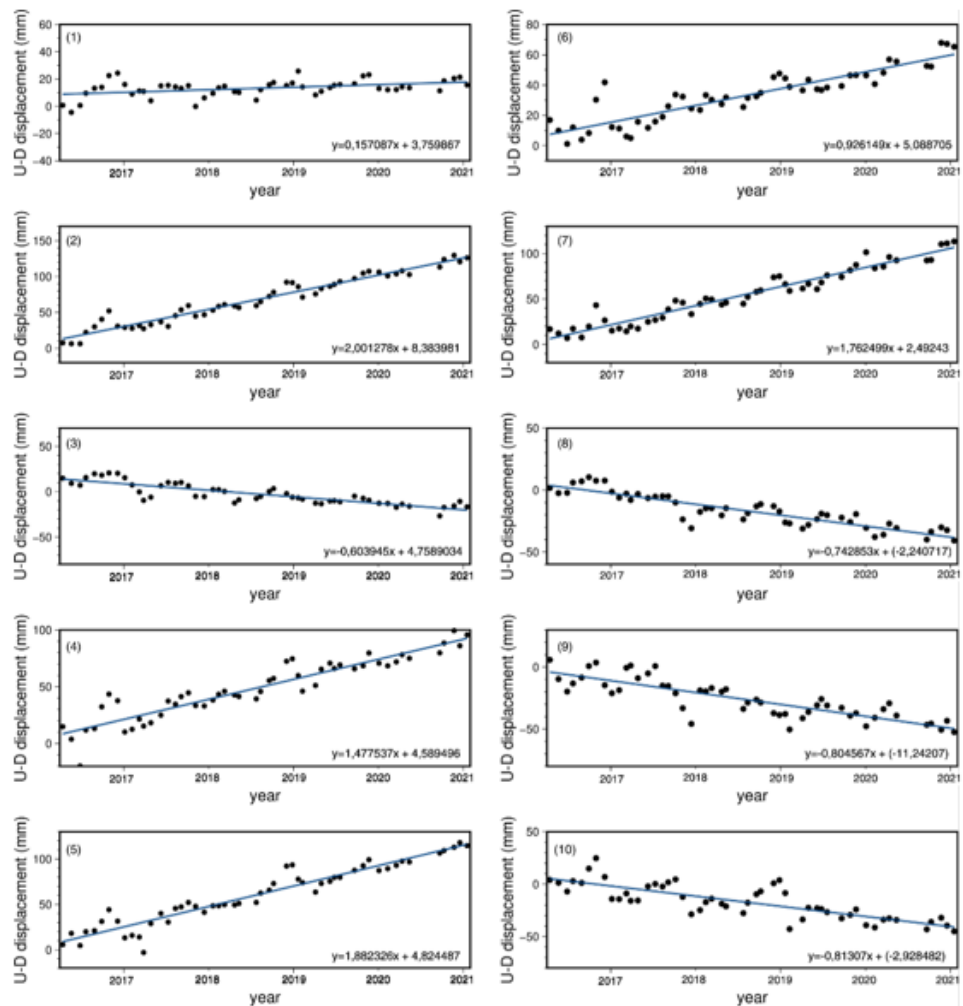 U-D displacement (mm)
60
40
20
0
−20
−40
(1)
y=0,157087x + 3,759867
2017 2018 2019 2020 2021
year
U-D displacement (mm)
80
60
40
20
0
(6)
y=0,926149x + 5,088705
2017 2018 2019 2020 2021
year
U-D displacement (mm)
150
100
50
0
(2)
y=2,001278x + 8,383981
2017 2018 2019 2020 2021
year
U-D displacement (mm)
100
50
0
(7)
y=1,762499x + 2,49243
2017 2018 2019 2020 2021
year
U-D displacement (mm)
50
0
−50
(3)
y=-0,603945x + 4,7589034
2017 2018 2019 2020 2021
year
U-D displacement (mm)
50
0
−50
(8)
y=-0,742853x + (-2,240717)
2017 2018 2019 2020 2021
year
U-D displacement (mm)
100
50
0
(4)
y=1,477537x + 4,589496
2017 2018 2019 2020 2021
year
U-D displacement (mm)
0
−50
(9)
y=-0,804567x + (-11,24207)
2017 2018 2019 2020 2021
year
U-D displacement (mm)
100
50
0
(5)
y=1,882326x + 4,824487
2017 2018 2019 2020 2021
year
U-D displacement (mm)
50
0
−50
(10)
y=-0,81307x + (-2,928482)
2017 2018 2019 2020 2021
year